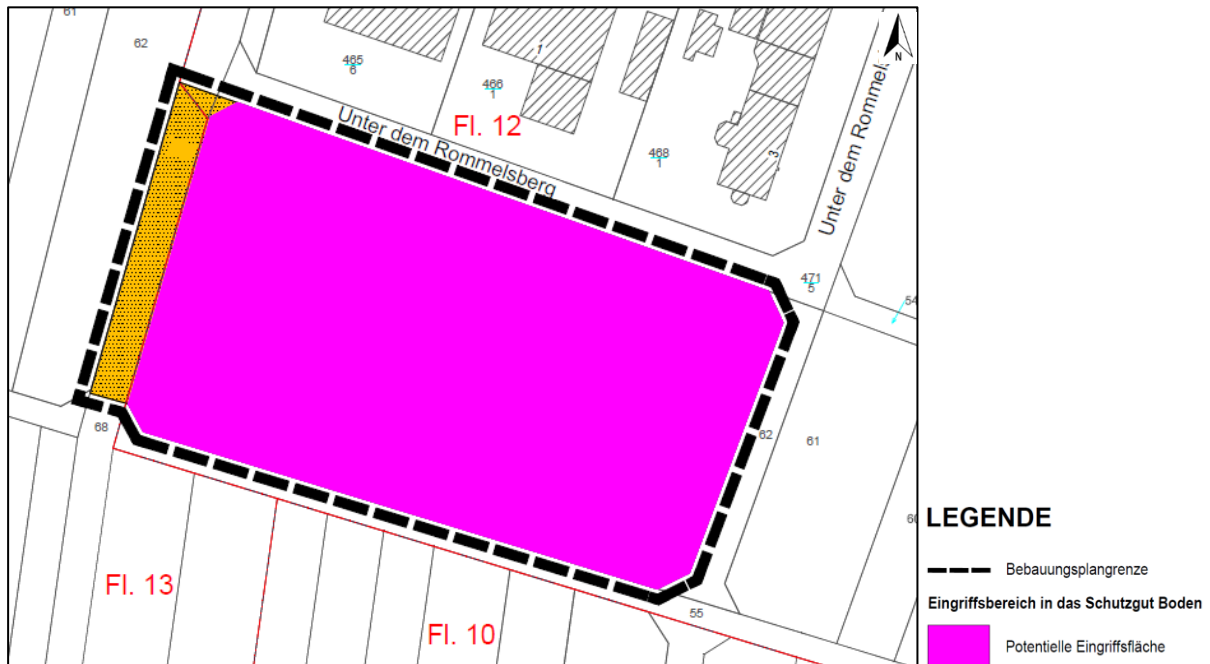 61
62
465
6
466
1
1
Fl. 12
Unter dem Rommelsberg
468
1
3
Unter dem Rommels
N
471
5
54
62
61
60
68
55
Fl. 13
Fl. 10
LEGENDE
Bebauungsplangrenze
Eingriffsbereich in das Schutzgut Boden
Potentielle Eingriffsfläche